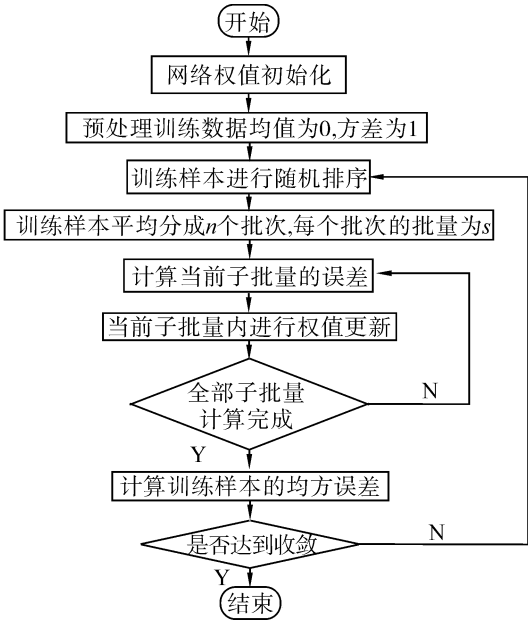 开始
网络权值初始化
预处理训练数据均值为0,方差为1
训练样本进行随机排序
训练样本平均分成n个批次,每个批次的批量为s
计算当前子批量的误差
当前子批量内进行权值更新
全部子批量
计算完成
N
Y
计算训练样本的均方误差
是否达到收敛
N
Y
结束